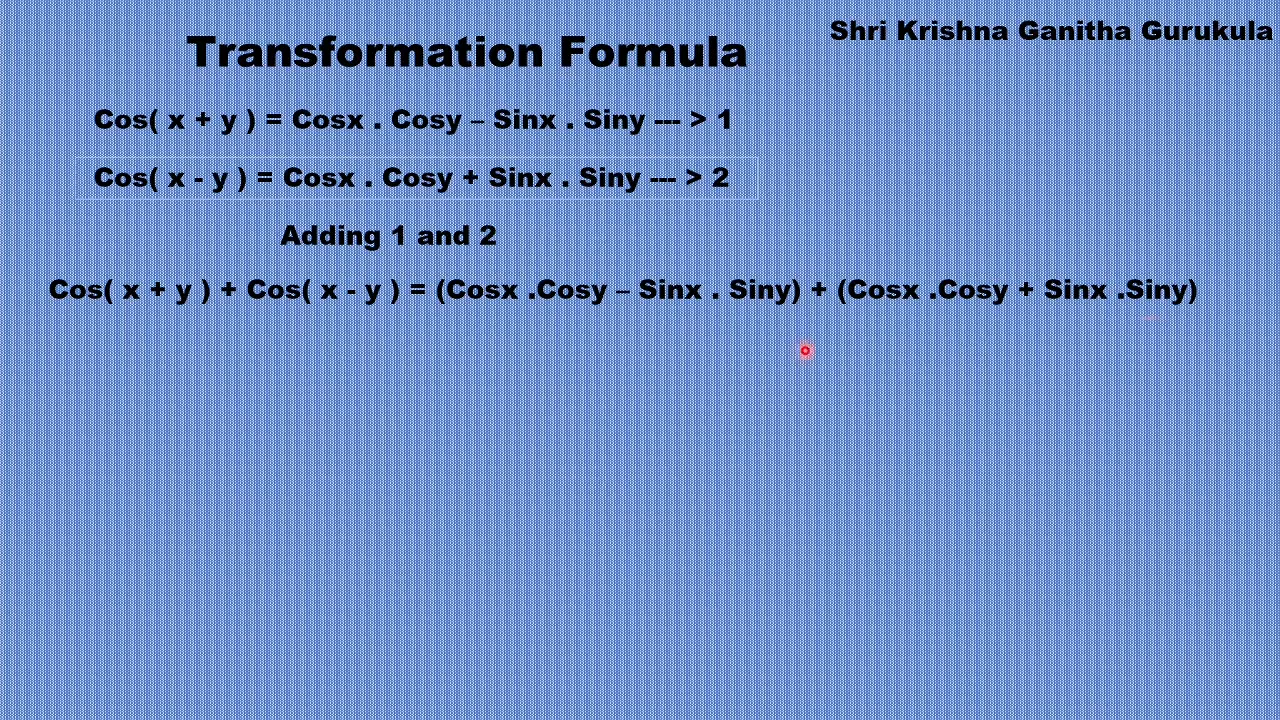 Shri Krishna Ganitha Gurukula
Transformation Formula
Cos( x + y ) = Cosx . Cosy – Sinx . Siny --- > 1
Cos( x - y ) = Cosx . Cosy + Sinx . Siny --- > 2
Adding 1 and 2
Cos( x + y ) + Cos( x - y ) = (Cosx .Cosy – Sinx . Siny) + (Cosx .Cosy + Sinx .Siny)